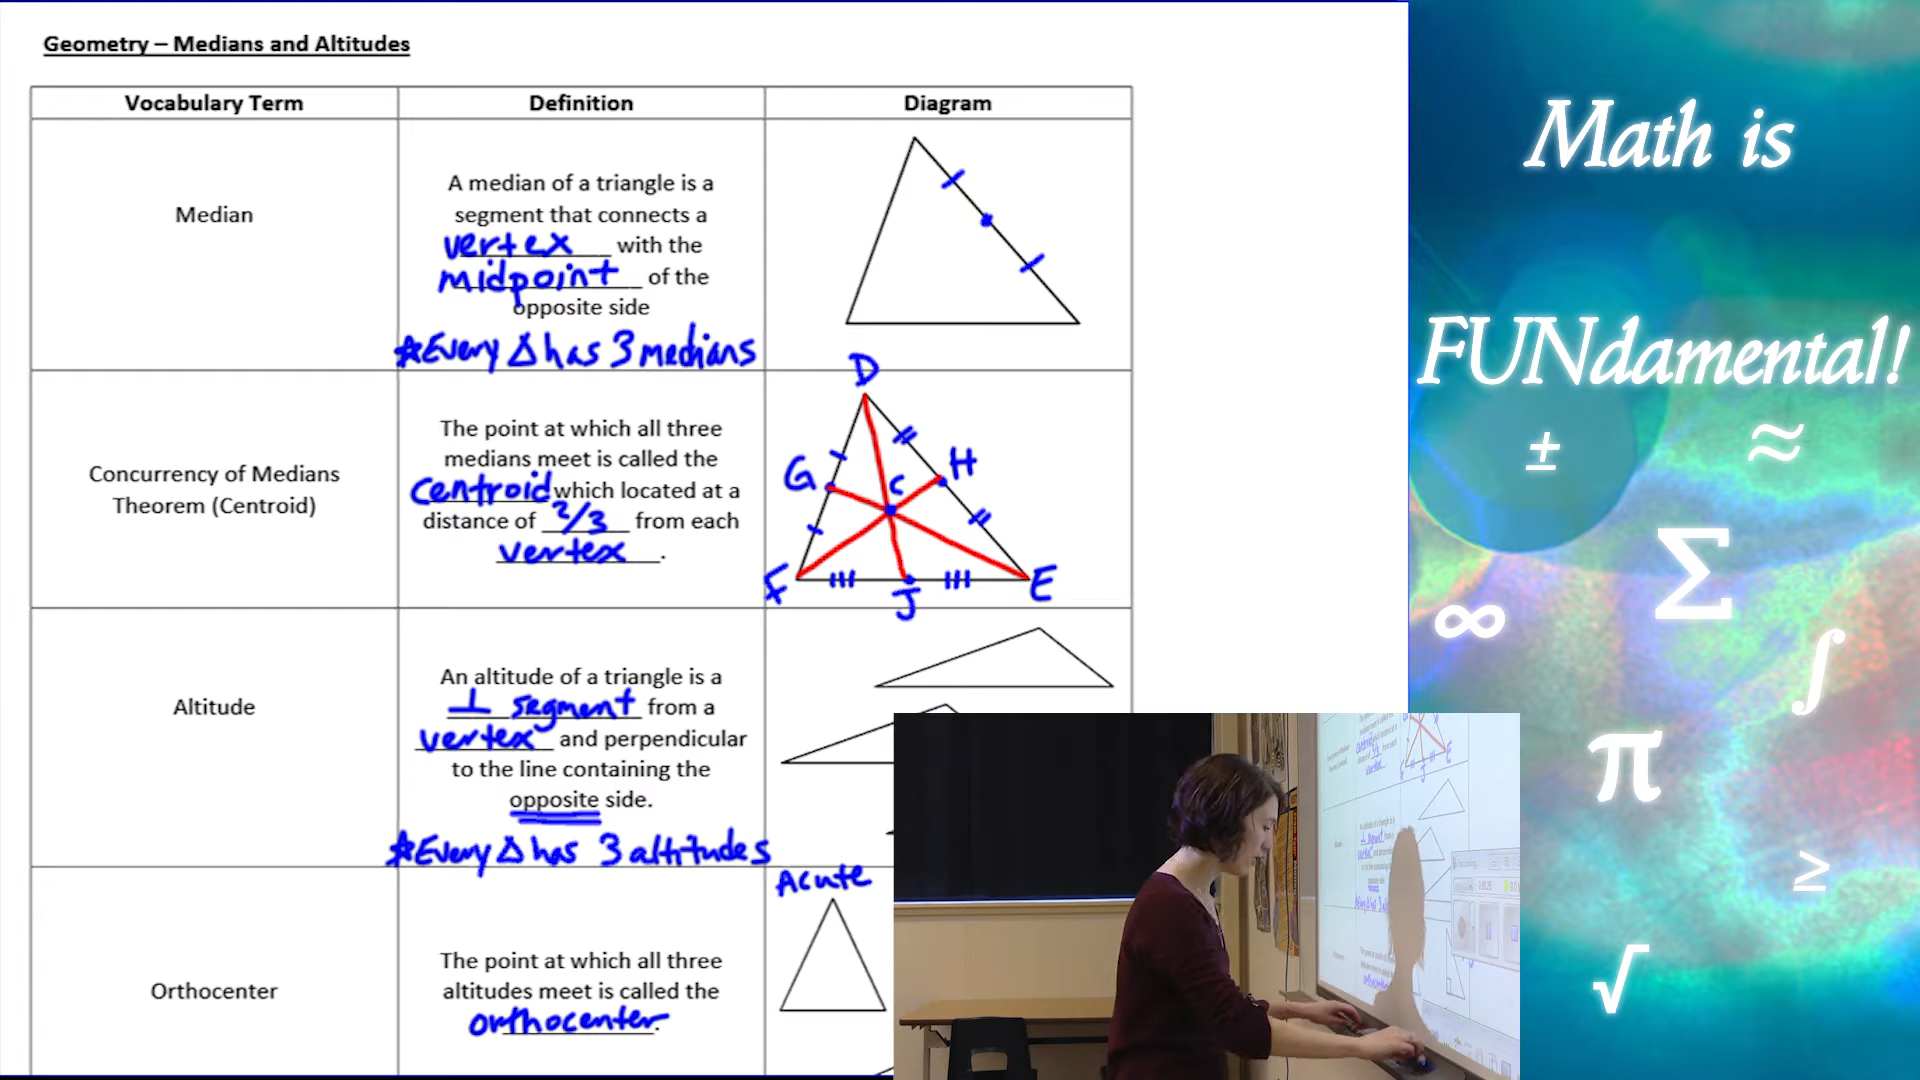 Geometry – Medians and Altitudes
Vocabulary Term
Definition
Diagram
Median
A median of a triangle is a
segment that connects a
vertex with the
midpoint of the
opposite side
☆Every △ has 3 medians
Concurrency of Medians
Theorem (Centroid)
The point at which all three
medians meet is called the
centroid which located at a
distance of 2/3 from each
vertex.
D
G
H
C
F
J
E
Altitude
An altitude of a triangle is a
⊥ segment from a
vertex and perpendicular
to the line containing the
opposite side.
☆Every △ has 3 altitudes
Orthocenter
The point at which all three
altitudes meet is called the
orthocenter.
Acute
Math is
FUNdamental!
± ≈
Σ
∞
∫
π
≥
√